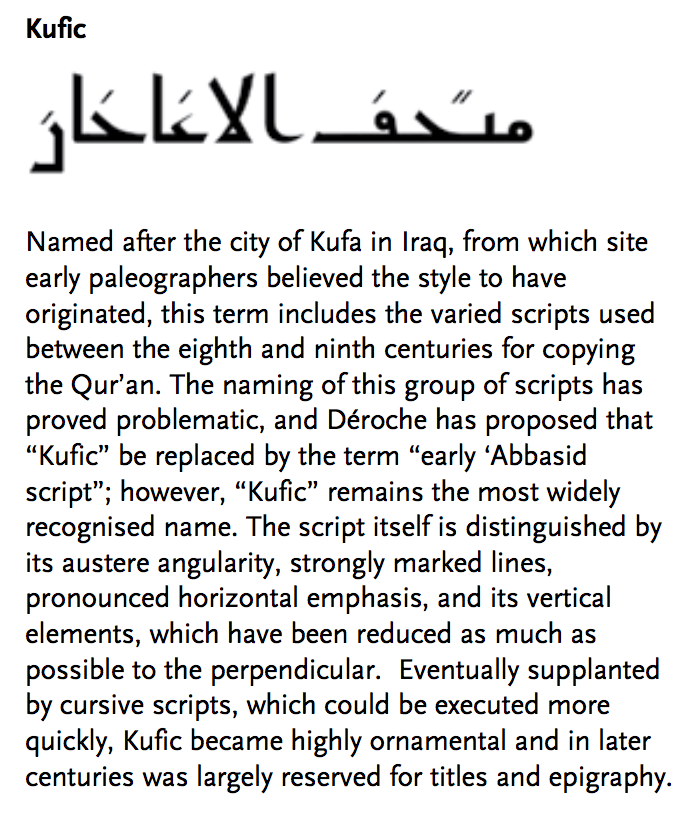 Kufic
متحف الاغاخان
Named after the city of Kufa in Iraq, from which site
early paleographers believed the style to have
originated, this term includes the varied scripts used
between the eighth and ninth centuries for copying
the Qur’an. The naming of this group of scripts has
proved problematic, and Déroche has proposed that
“Kufic” be replaced by the term “early ‘Abbasid
script”; however, “Kufic” remains the most widely
recognised name. The script itself is distinguished by
its austere angularity, strongly marked lines,
pronounced horizontal emphasis, and its vertical
elements, which have been reduced as much as
possible to the perpendicular.  Eventually supplanted
by cursive scripts, which could be executed more
quickly, Kufic became highly ornamental and in later
centuries was largely reserved for titles and epigraphy.